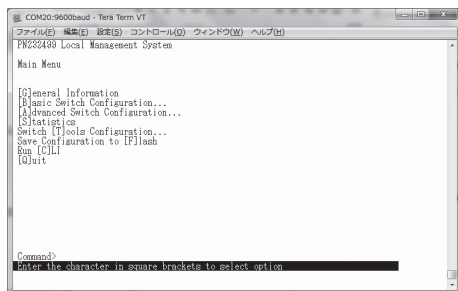 COM20:9600baud - Tera Term VT
ファイル(F) 編集(E) 設定(S) コントロール(O) ウィンドウ(W) ヘルプ(H)
PN232499 Local Management System
Main Menu
[G]eneral Information
[B]asic Switch Configuration...
[A]dvanced Switch Configuration...
[S]tatistics
Switch [T]ools Configuration...
Save Configuration to [F]lash
Run [C]LI
[Q]uit
Command>
Enter the character in square brackets to select option